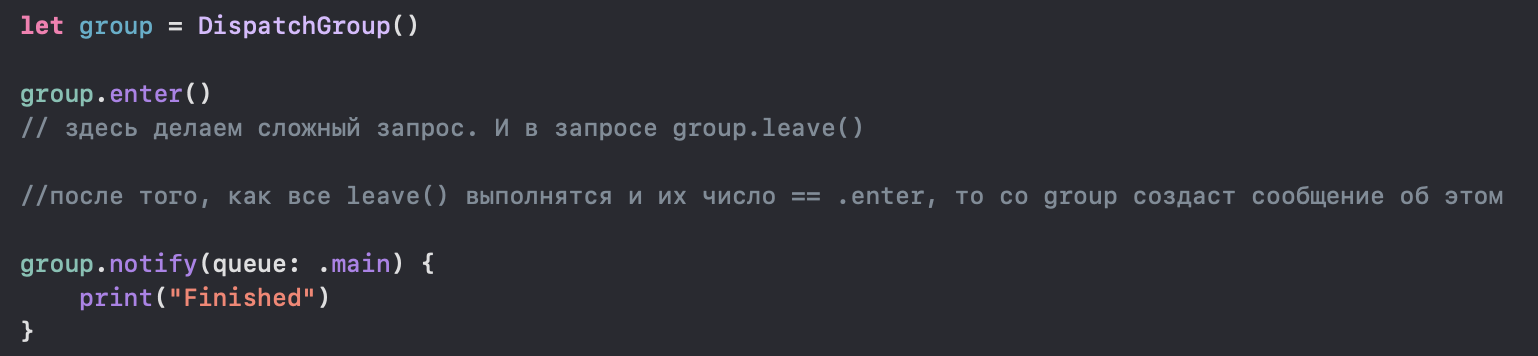 let group = DispatchGroup()
group.enter()
// здесь делаем сложный запрос. И в запросе group.leave()
//после того, как все leave() выполнятся и их число == .enter, то со group создаст сообщение об этом
group.notify(queue: .main) {
    print("Finished")
}